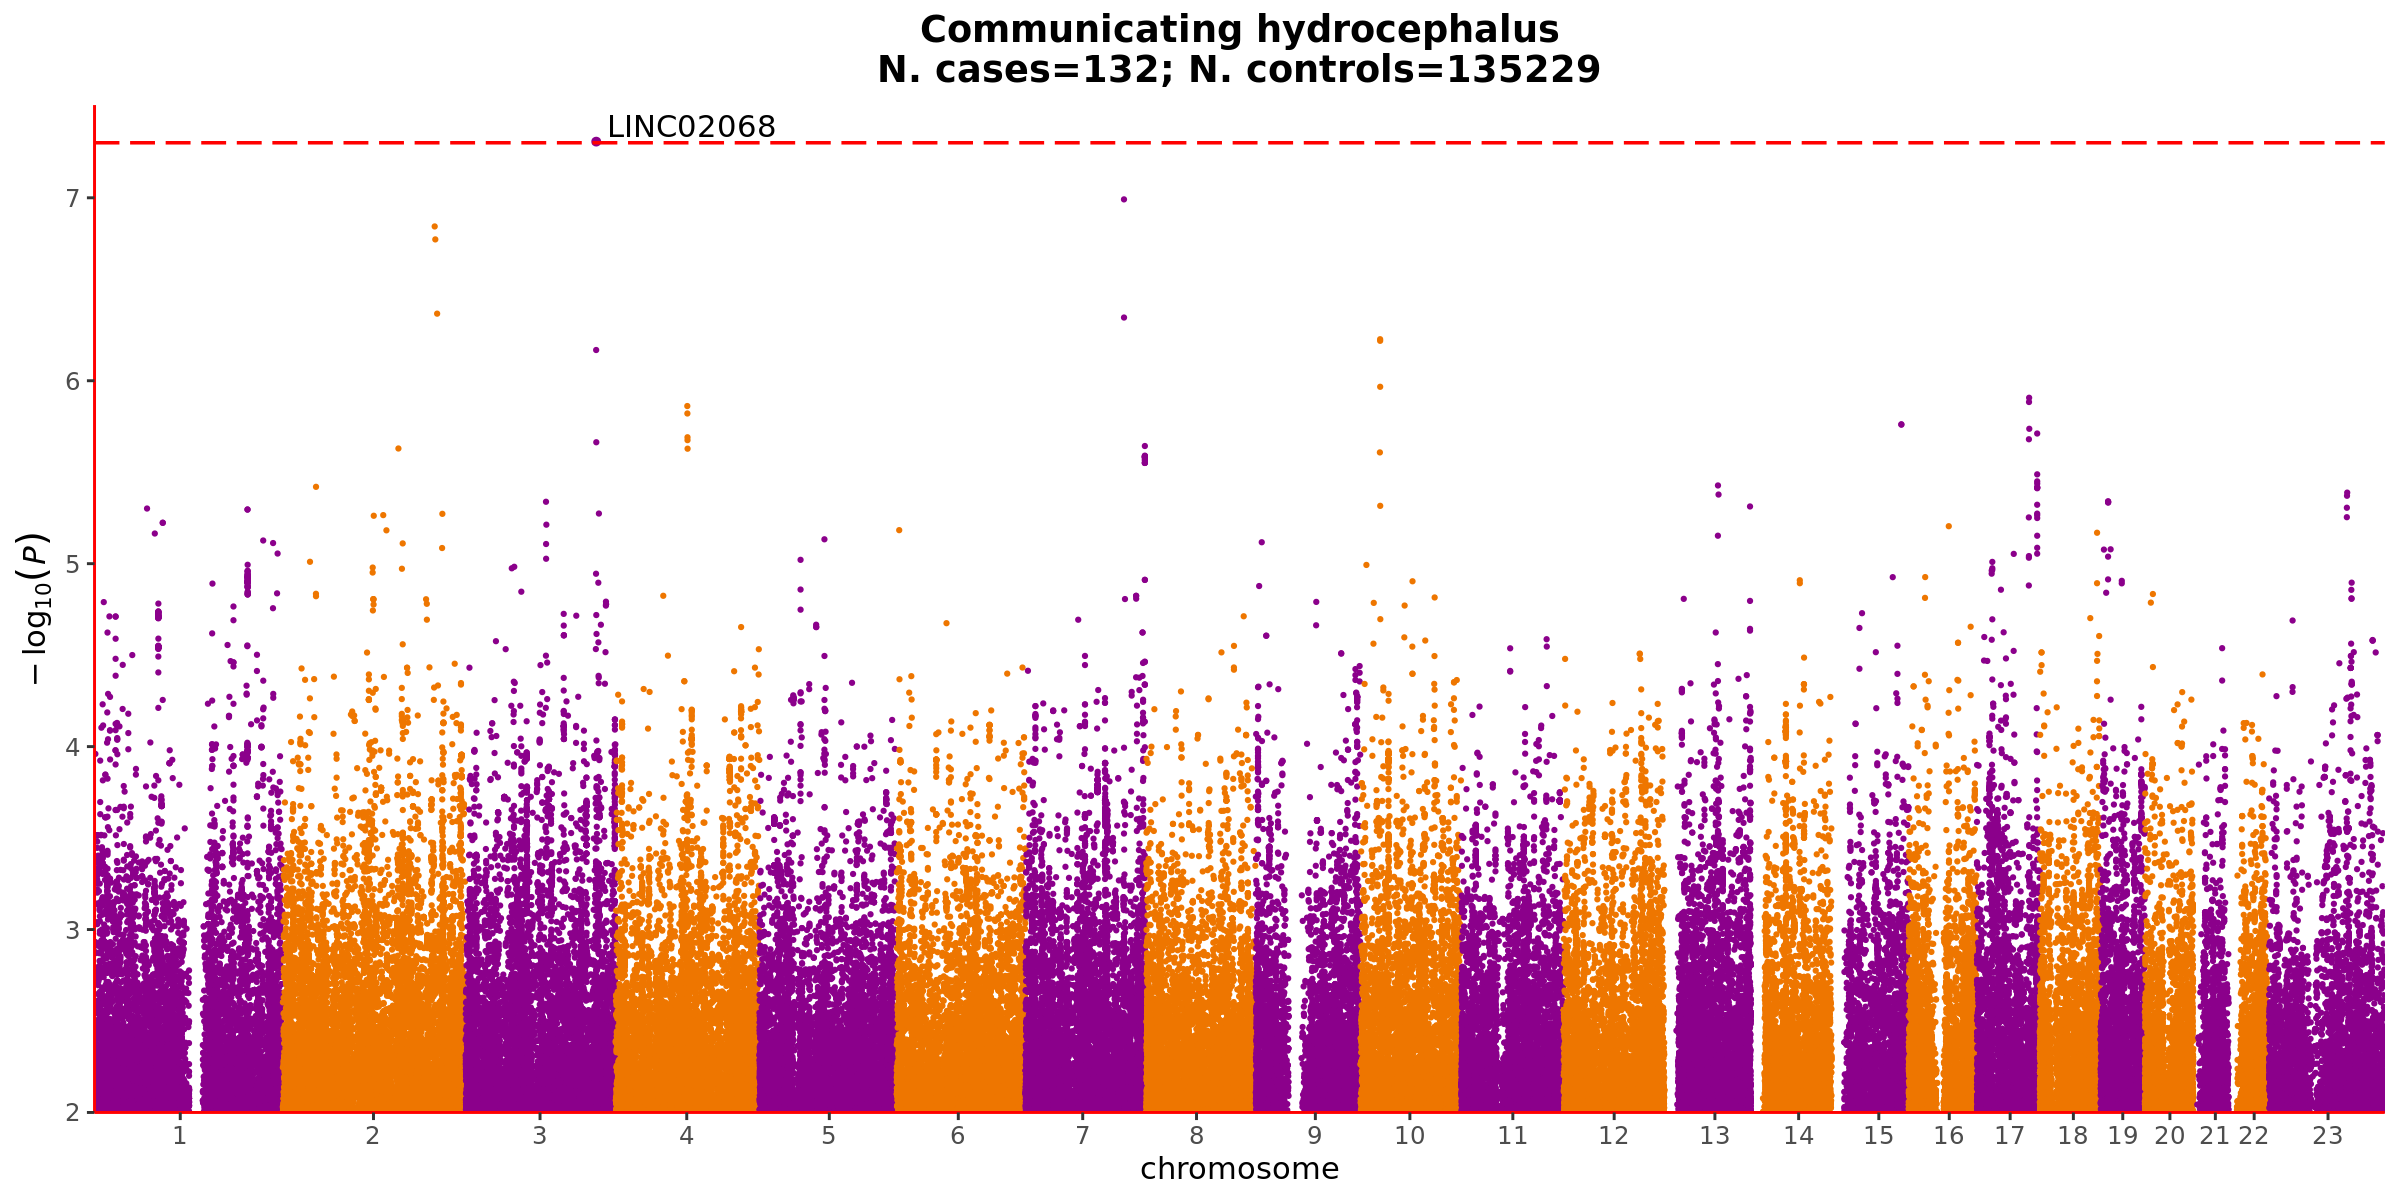 Communicating hydrocephalus
N. cases=132; N. controls=135229
LINC02068
7
6
5
4
3
2
−log10(P)
1 2 3 4 5 6 7 8 9 10 11 12 13 14 15 16 17 18 19 20 21 22 23
chromosome